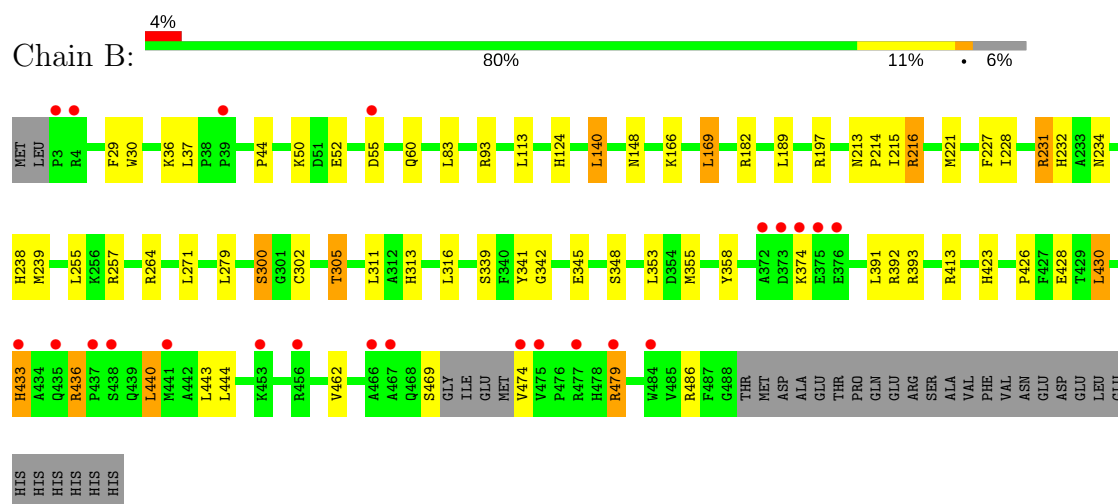 4%
Chain B:
80% 11% • 6%
MET LEU P3 R4 F29 W30 K36 L37 P38 P39 P44 K50 D51 E52 D55 Q60 L83 R93 L113 H124 L140 N148 K166 L169 R182 L189 R197 N213 P214 I215 R216 M221 F227 I228 R231 H232 A233 N234
H238 M239 L255 K256 R257 R264 L271 L279 S300 G301 C302 T305 L311 A312 H313 L316 S339 F340 Y341 G342 E345 S348 L353 D354 M355 Y358 A372 D373 K374 E375 E376 L391 R392 R393 R413 H423 P426 F427 E428 T429 L430
H433 A434 Q435 R436 P437 S438 Q439 L440 M441 A442 L443 L444 K453 R456 V462 A466 A467 Q468 S469 GLY ILE GLU MET V474 V475 P476 R477 H478 R479 W484 V485 R486 F487 G488 THR MET ASP ALA GLU THR PRO GLN GLU ARG SER ALA VAL PHE VAL ASN GLU ASP GLU LEU GLU
HIS HIS HIS HIS HIS HIS